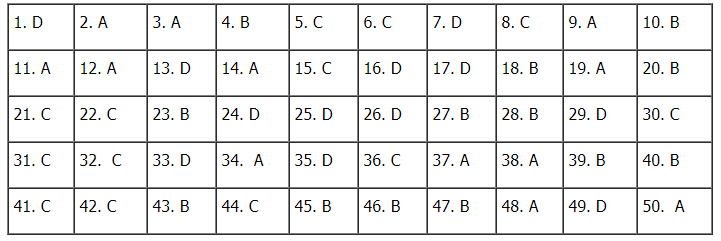 1. D 2. A 3. A 4. B 5. C 6. C 7. D 8. C 9. A 10. B
11. A 12. A 13. D 14. A 15. C 16. D 17. D 18. B 19. A 20. B
21. C 22. C 23. B 24. D 25. D 26. D 27. B 28. B 29. D 30. C
31. C 32. C 33. D 34. A 35. D 36. C 37. A 38. A 39. B 40. B
41. C 42. C 43. B 44. C 45. B 46. B 47. B 48. A 49. D 50. A